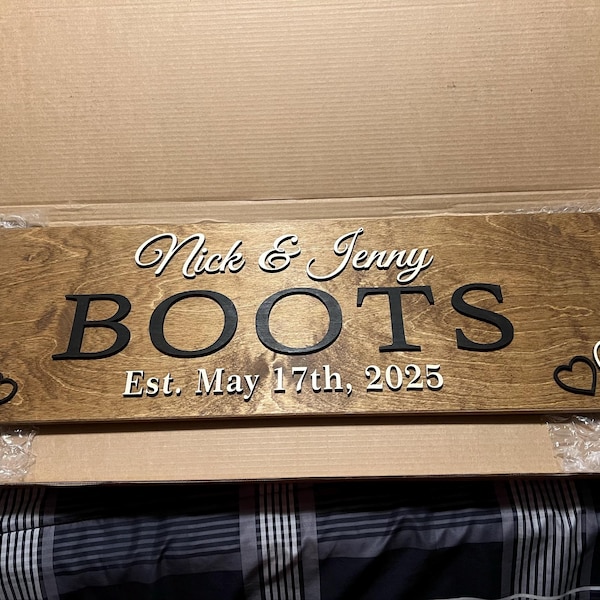 Nick & Jenny
BOOTS
Est. May 17th, 2025